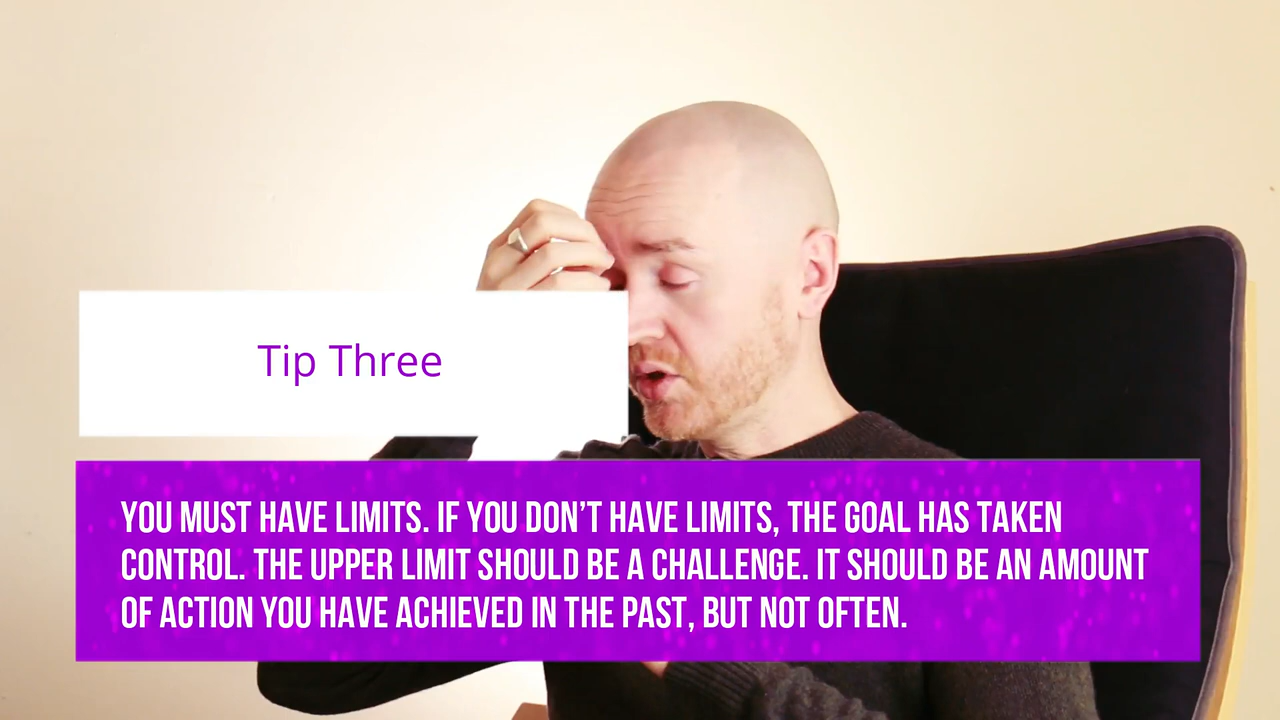 Tip Three
YOU MUST HAVE LIMITS. IF YOU DON’T HAVE LIMITS, THE GOAL HAS TAKEN
CONTROL. THE UPPER LIMIT SHOULD BE A CHALLENGE. IT SHOULD BE AN AMOUNT
OF ACTION YOU HAVE ACHIEVED IN THE PAST, BUT NOT OFTEN.